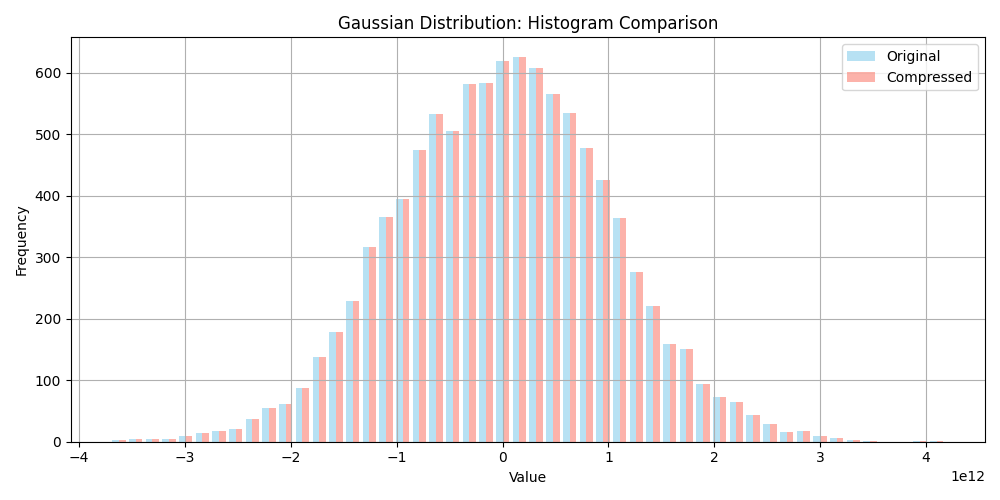 Gaussian Distribution: Histogram Comparison
Original
Compressed
Frequency
600
500
400
300
200
100
0
−4 −3 −2 −1 0 1 2 3 4
1e12
Value